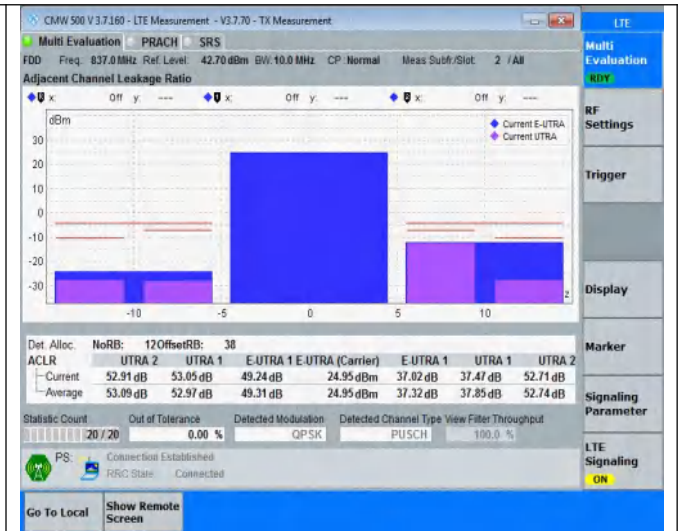 CMW 500 V 3.7.160 - LTE Measurement - V3.7.70 - TX Measurement
LTE
Multi Evaluation PRACH SRS
Multi Evaluation
RDY
FDD Freq.: 837.0 MHz Ref. Level: 42.70 dBm BW: 10.0 MHz CP: Normal Meas Subfr./Slot: 2 / All
Adjacent Channel Leakage Ratio
x: Off y: --- x: Off y: --- x: Off y: ---
RF Settings
dBm
Current E-UTRA
Current UTRA
30
20
10
0
-10
-20
-30
-10 -5 0 5 10
2
Trigger
Display
Marker
Signaling Parameter
LTE Signaling
ON
Det. Alloc. NoRB: 12 OffsetRB: 38
ACLR UTRA 2 UTRA 1 E-UTRA 1 E-UTRA (Carrier) E-UTRA 1 UTRA 1 UTRA 2
Current 52.91 dB 53.05 dB 49.24 dB 24.95 dBm 37.02 dB 37.47 dB 52.71 dB
Average 53.09 dB 52.97 dB 49.31 dB 24.95 dBm 37.32 dB 37.85 dB 52.74 dB
Statistic Count Out of Tolerance Detected Modulation Detected Channel Type View Filter Throughput
20 / 20 0.00 % QPSK PUSCH 100.0 %
PS: Connection Established
RRC State Connected
Go To Local
Show Remote Screen